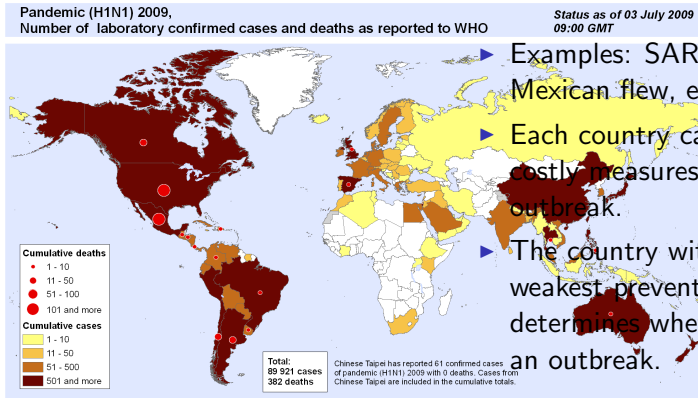 Pandemic (H1N1) 2009,
Number of laboratory confirmed cases and deaths as reported to WHO
Status as of 03 July 2009
09:00 GMT
Examples: SAR
Mexican flew, e
Each country ca
costly measures
outbreak.
The country wit
weakest prevent
determines whe
an outbreak.
Cumulative deaths
1 - 10
11 - 50
51 - 100
101 and more
Cumulative cases
1 - 10
11 - 50
51 - 500
501 and more
Total:
89 921 cases
382 deaths
Chinese Taipei has reported 61 confirmed cases
of pandemic (H1N1) 2009 with 0 deaths. Cases from
Chinese Taipei are included in the cumulative totals.